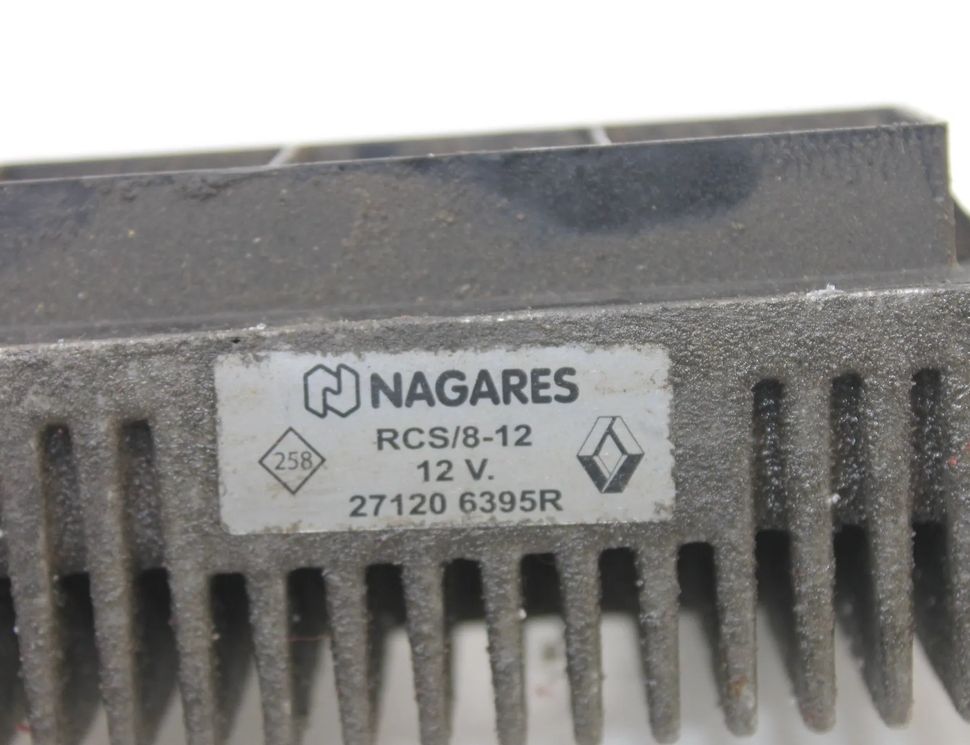 NAGARES
RCS/8-12
258
12 V.
27120 6395R